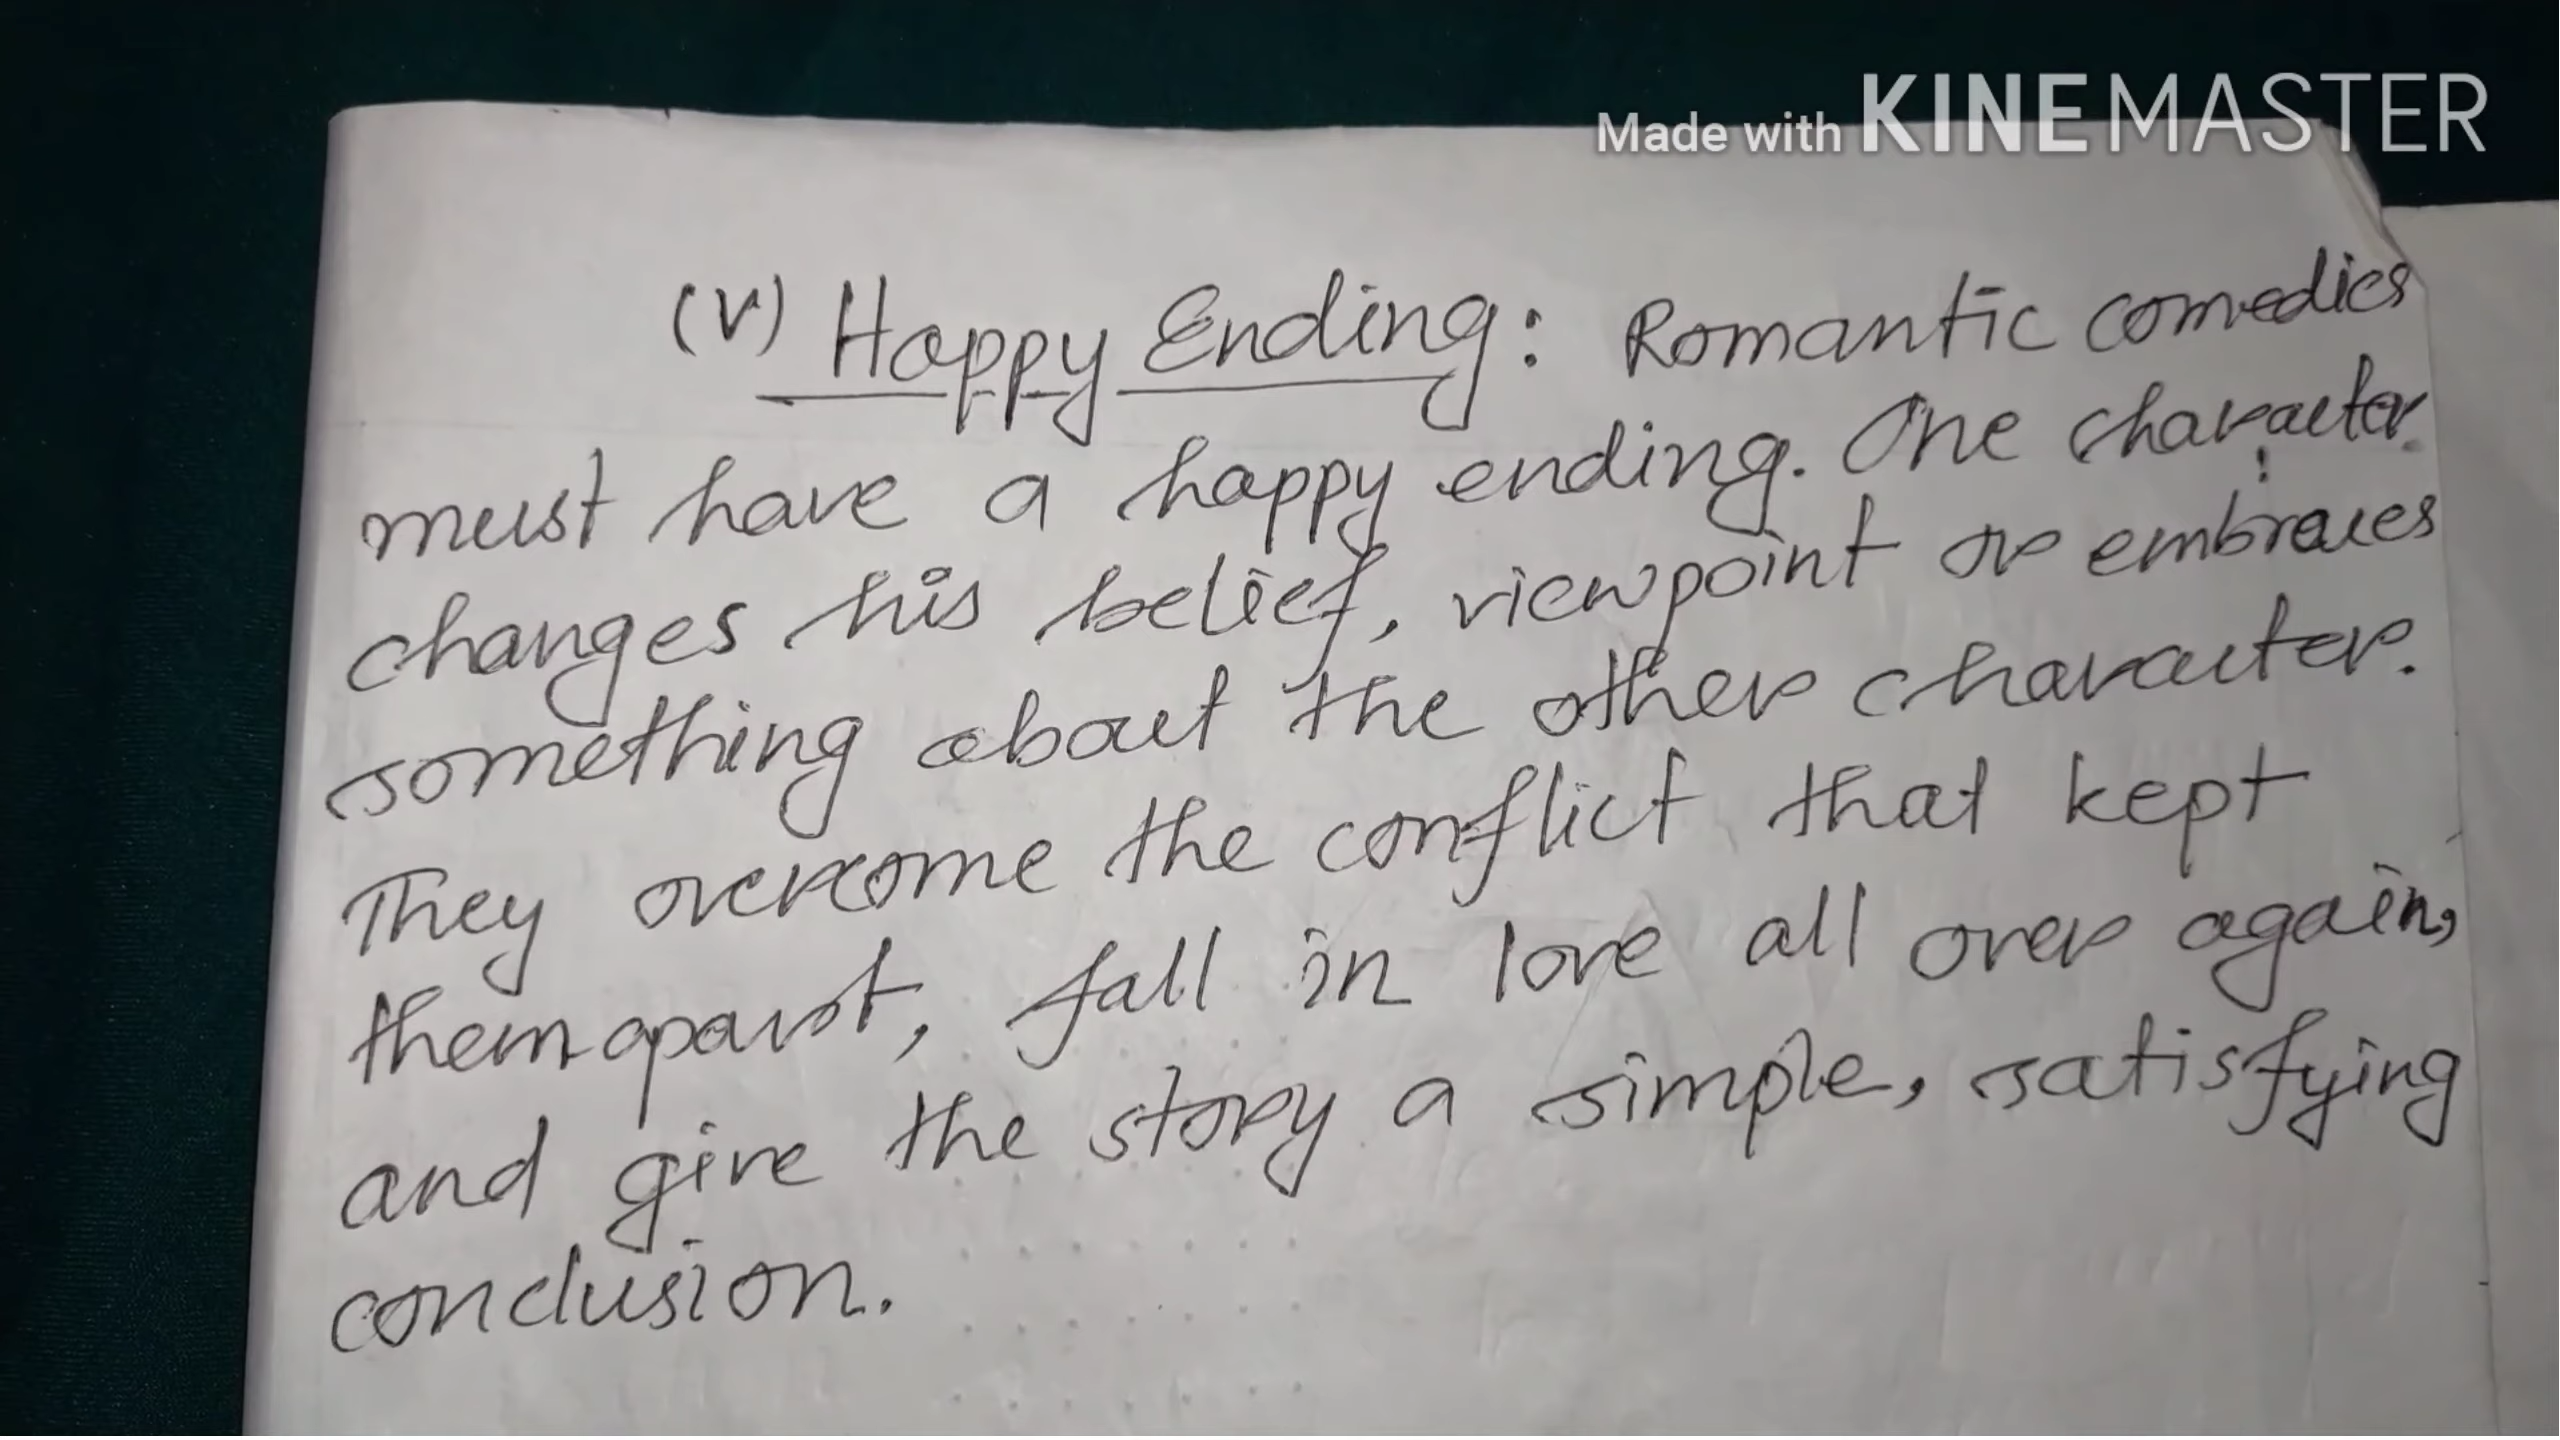 Made with KINEMASTER
(V) Happy Ending: Romantic comedies
must have a happy ending. One character
changes his belief, viewpoint or embraces
something about the other character.
They overcome the conflict that kept
them apart, fall in love all over again,
and give the story a simple, satisfying
conclusion.